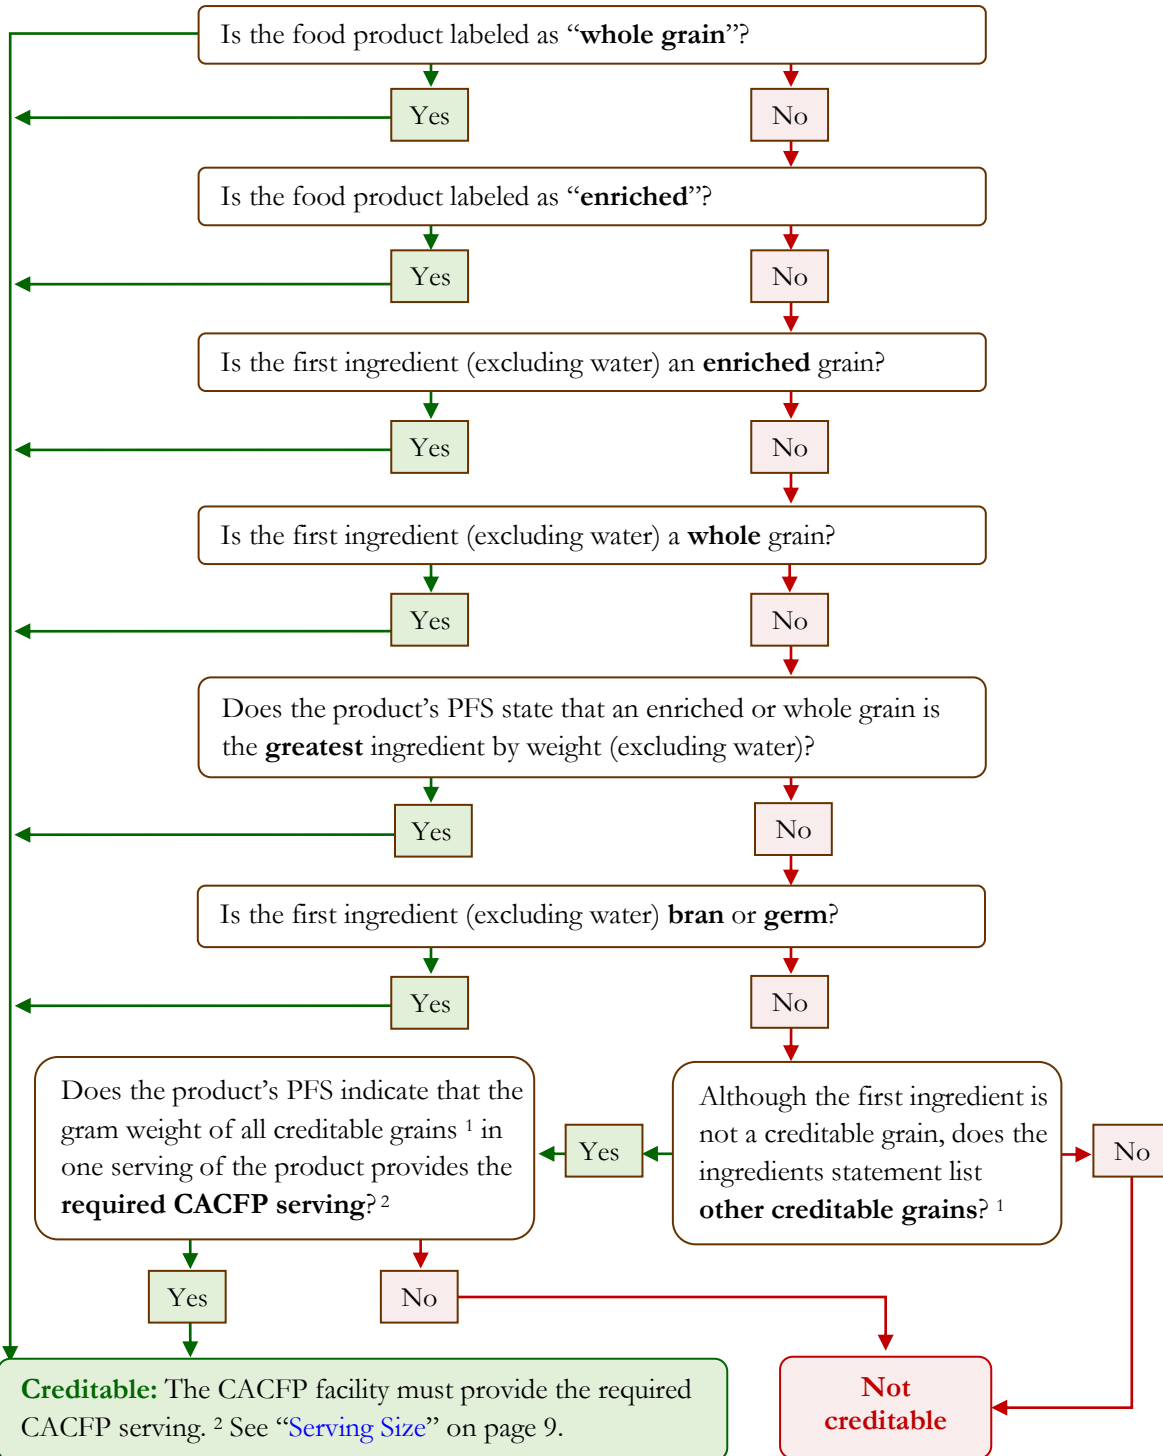 Is the food product labeled as “whole grain”?
Yes
No
Is the food product labeled as “enriched”?
Yes
No
Is the first ingredient (excluding water) an enriched grain?
Yes
No
Is the first ingredient (excluding water) a whole grain?
Yes
No
Does the product’s PFS state that an enriched or whole grain is
the greatest ingredient by weight (excluding water)?
Yes
No
Is the first ingredient (excluding water) bran or germ?
Yes
No
Although the first ingredient is
not a creditable grain, does the
ingredients statement list
other creditable grains? 1
Yes
No
Does the product’s PFS indicate that the
gram weight of all creditable grains 1 in
one serving of the product provides the
required CACFP serving? 2
Yes
No
Creditable: The CACFP facility must provide the required
CACFP serving. 2 See “Serving Size” on page 9.
Not
creditable